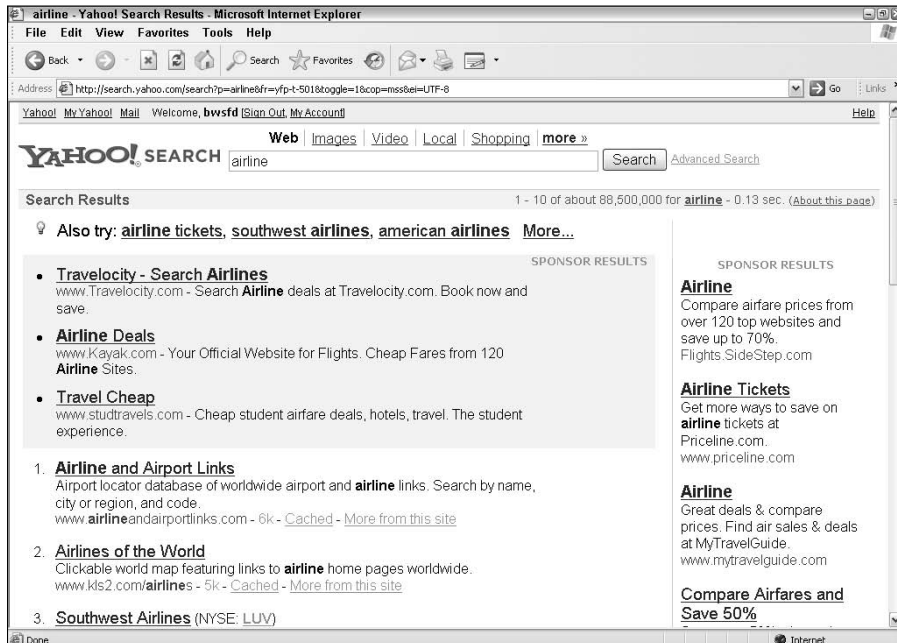 airline - Yahoo! Search Results - Microsoft Internet Explorer
File Edit View Favorites Tools Help
Back Search Favorites
Address http://search.yahoo.com/search?p=airline&fr=yfp-t-501&toggle=1&cop=mss&ei=UTF-8 Go Links
Yahoo! My Yahoo! Mail Welcome, bwsfd [Sign Out, My Account] Help
Web | Images | Video | Local | Shopping | more »
YAHOO! SEARCH airline Search Advanced Search
Search Results 1 - 10 of about 88,500,000 for airline - 0.13 sec. (About this page)
Also try: airline tickets, southwest airlines, american airlines More...
SPONSOR RESULTS
• Travelocity - Search Airlines
www.Travelocity.com - Search Airline deals at Travelocity.com. Book now and
save.
• Airline Deals
www.Kayak.com - Your Official Website for Flights. Cheap Fares from 120
Airline Sites.
• Travel Cheap
www.studtravels.com - Cheap student airfare deals, hotels, travel. The student
experience.
1. Airline and Airport Links
Airport locator database of worldwide airport and airline links. Search by name,
city or region, and code.
www.airlineandairportlinks.com - 6k - Cached - More from this site
2. Airlines of the World
Clickable world map featuring links to airline home pages worldwide.
www.kls2.com/airlines - 5k - Cached - More from this site
3. Southwest Airlines (NYSE: LUV)
SPONSOR RESULTS
Airline
Compare airfare prices from
over 120 top websites and
save up to 70%.
Flights.SideStep.com
Airline Tickets
Get more ways to save on
airline tickets at
Priceline.com.
www.priceline.com
Airline
Great deals & compare
prices. Find air sales & deals
at MyTravelGuide.
www.mytravelguide.com
Compare Airfares and
Save 50%
Done Internet